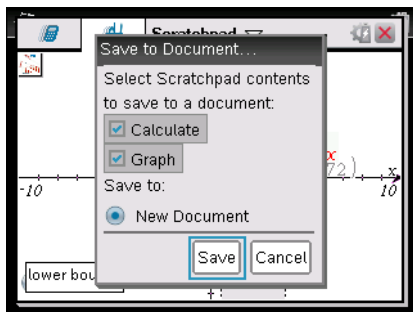 Scratchpad
Save to Document...
Select Scratchpad contents
to save to a document:
Calculate
Graph
Save to:
New Document
Save Cancel
x
72)
x
-10
10
lower bou